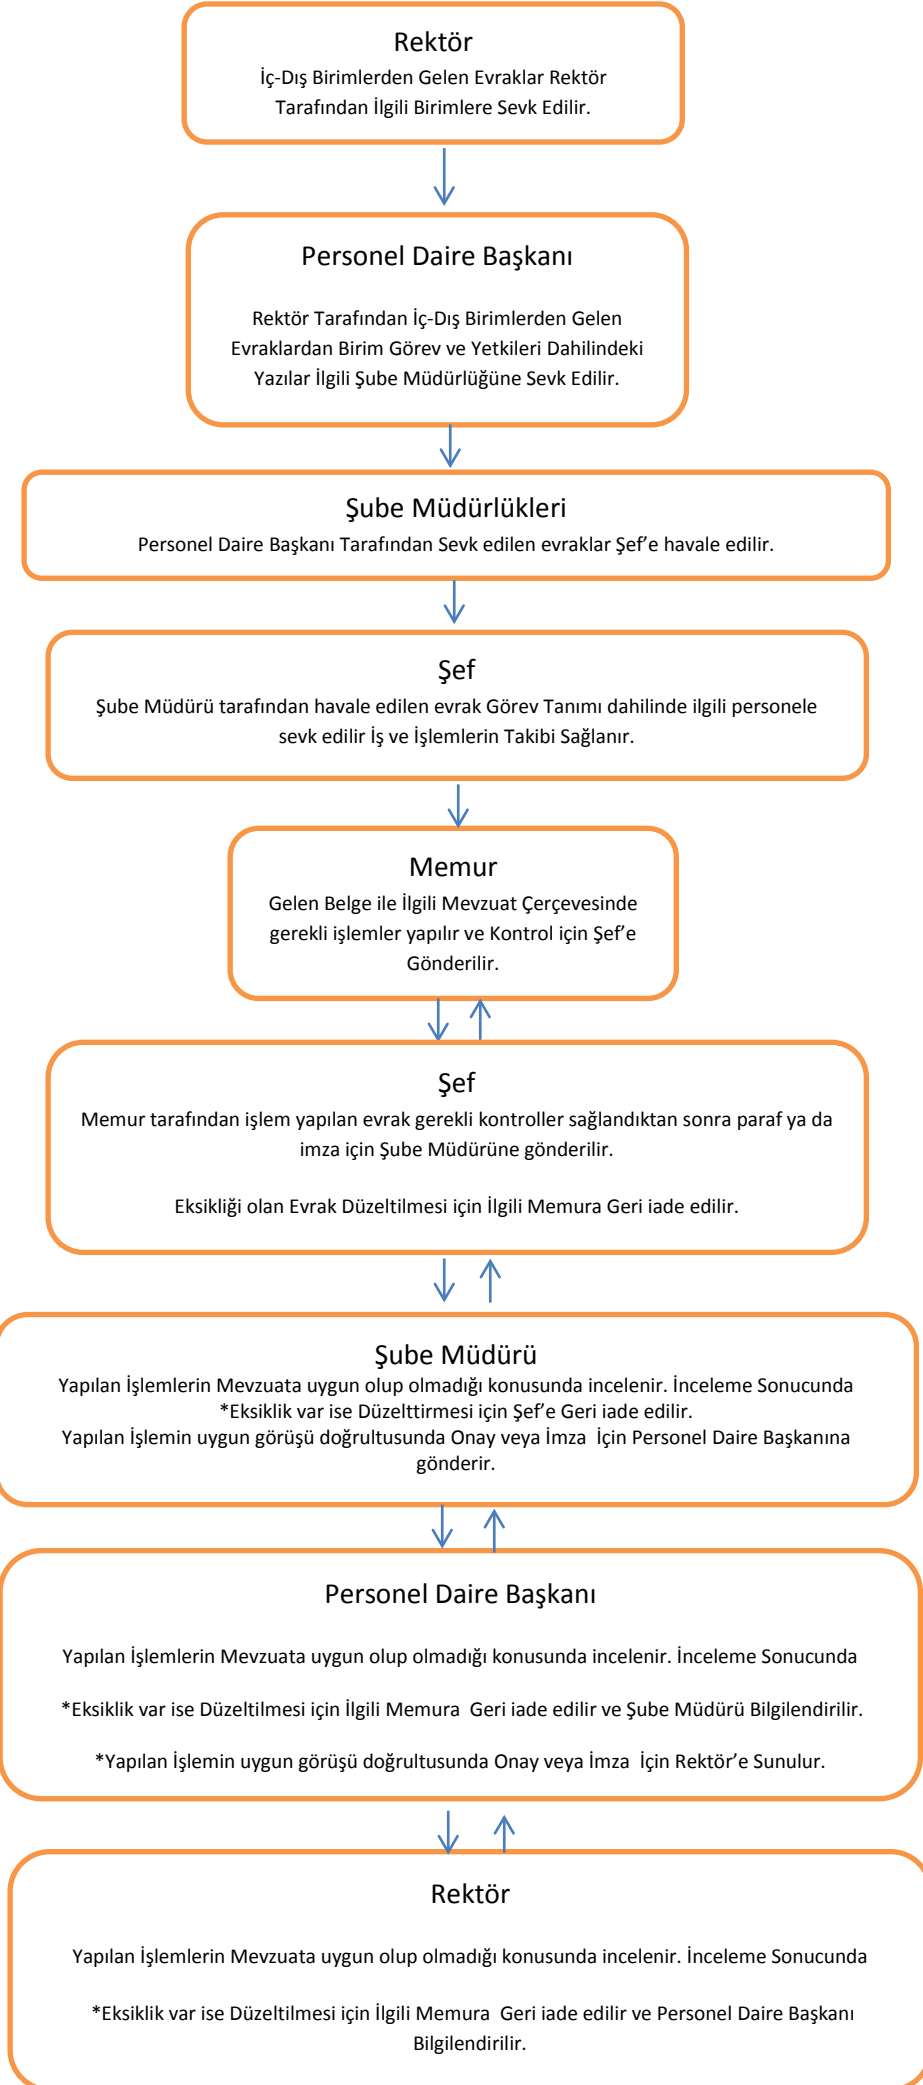 Rektör
İç-Dış Birimlerden Gelen Evraklar Rektör
Tarafından İlgili Birimlere Sevk Edilir.
Personel Daire Başkanı
Rektör Tarafından İç-Dış Birimlerden Gelen
Evraklardan Birim Görev ve Yetkileri Dahilindeki
Yazılar İlgili Şube Müdürlüğüne Sevk Edilir.
Şube Müdürlükleri
Personel Daire Başkanı Tarafından Sevk edilen evraklar Şef’e havale edilir.
Şef
Şube Müdürü tarafından havale edilen evrak Görev Tanımı dahilinde ilgili personele
sevk edilir İş ve İşlemlerin Takibi Sağlanır.
Memur
Gelen Belge ile İlgili Mevzuat Çerçevesinde
gerekli işlemler yapılır ve Kontrol için Şef’e
Gönderilir.
Şef
Memur tarafından işlem yapılan evrak gerekli kontroller sağlandıktan sonra paraf ya da
imza için Şube Müdürüne gönderilir.
Eksikliği olan Evrak Düzeltilmesi için İlgili Memura Geri iade edilir.
Şube Müdürü
Yapılan İşlemlerin Mevzuata uygun olup olmadığı konusunda incelenir. İnceleme Sonucunda
*Eksiklik var ise Düzelttirmesi için Şef’e Geri iade edilir.
Yapılan İşlemin uygun görüşü doğrultusunda Onay veya İmza İçin Personel Daire Başkanına
gönderir.
Personel Daire Başkanı
Yapılan İşlemlerin Mevzuata uygun olup olmadığı konusunda incelenir. İnceleme Sonucunda
*Eksiklik var ise Düzeltilmesi için İlgili Memura Geri iade edilir ve Şube Müdürü Bilgilendirilir.
*Yapılan İşlemin uygun görüşü doğrultusunda Onay veya İmza İçin Rektör’e Sunulur.
Rektör
Yapılan İşlemlerin Mevzuata uygun olup olmadığı konusunda incelenir. İnceleme Sonucunda
*Eksiklik var ise Düzeltilmesi için İlgili Memura Geri iade edilir ve Personel Daire Başkanı
Bilgilendirilir.